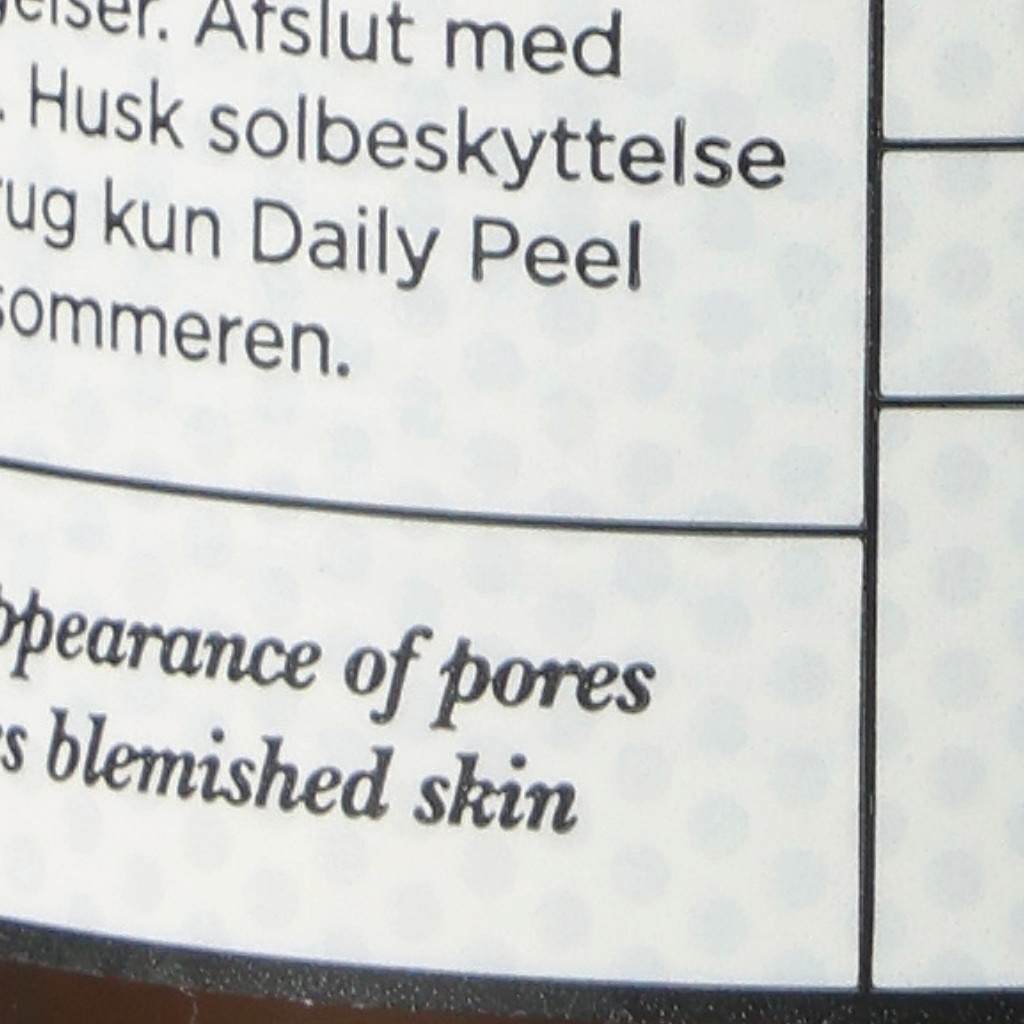 Afslut med
. Husk solbeskyttelse
kun Daily Peel
sommeren.
of pores
blemished skin